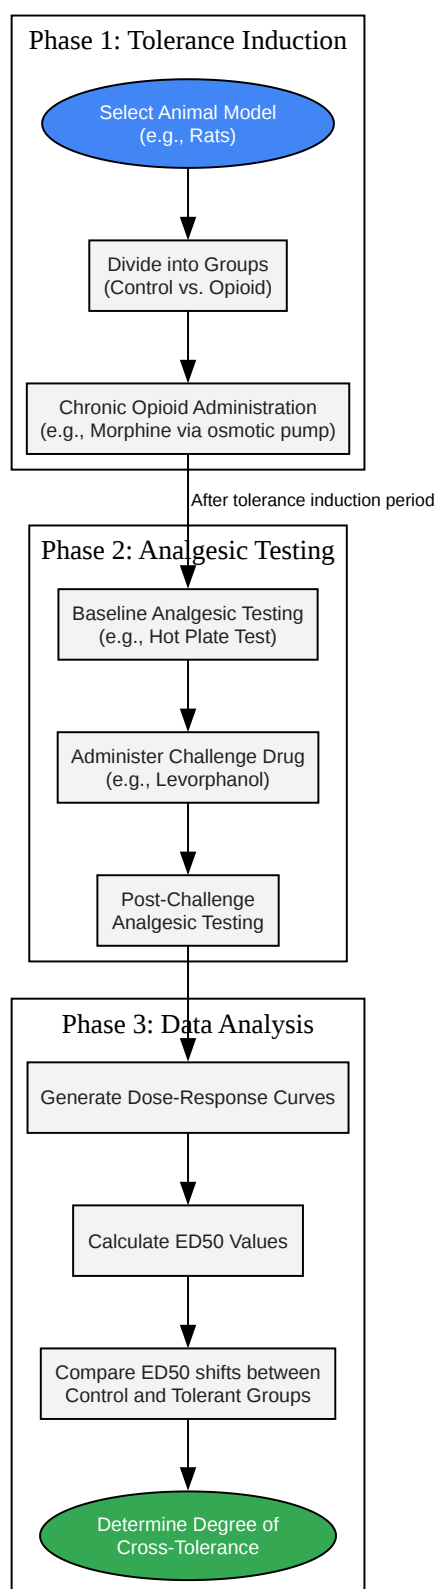 Phase 1: Tolerance Induction
Select Animal Model
(e.g., Rats)
Divide into Groups
(Control vs. Opioid)
Chronic Opioid Administration
(e.g., Morphine via osmotic pump)
After tolerance induction period
Phase 2: Analgesic Testing
Baseline Analgesic Testing
(e.g., Hot Plate Test)
Administer Challenge Drug
(e.g., Levorphanol)
Post-Challenge
Analgesic Testing
Phase 3: Data Analysis
Generate Dose-Response Curves
Calculate ED50 Values
Compare ED50 shifts between
Control and Tolerant Groups
Determine Degree of
Cross-Tolerance